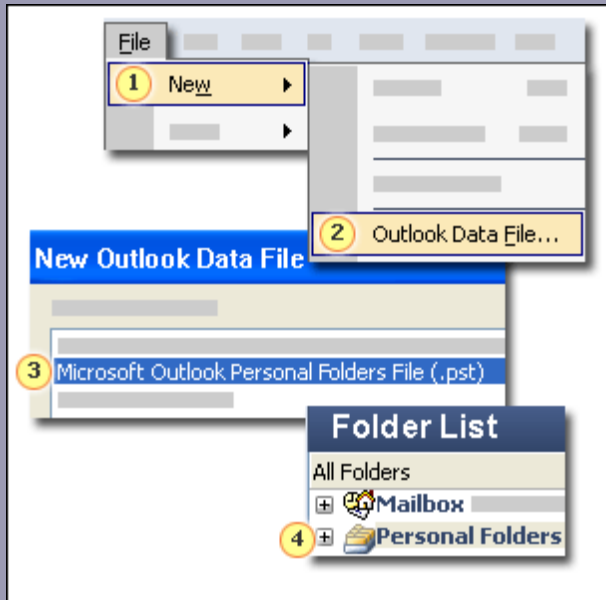 File
1 New
2 Outlook Data File...
New Outlook Data File
3 Microsoft Outlook Personal Folders File (.pst)
Folder List
All Folders
Mailbox
4 Personal Folders